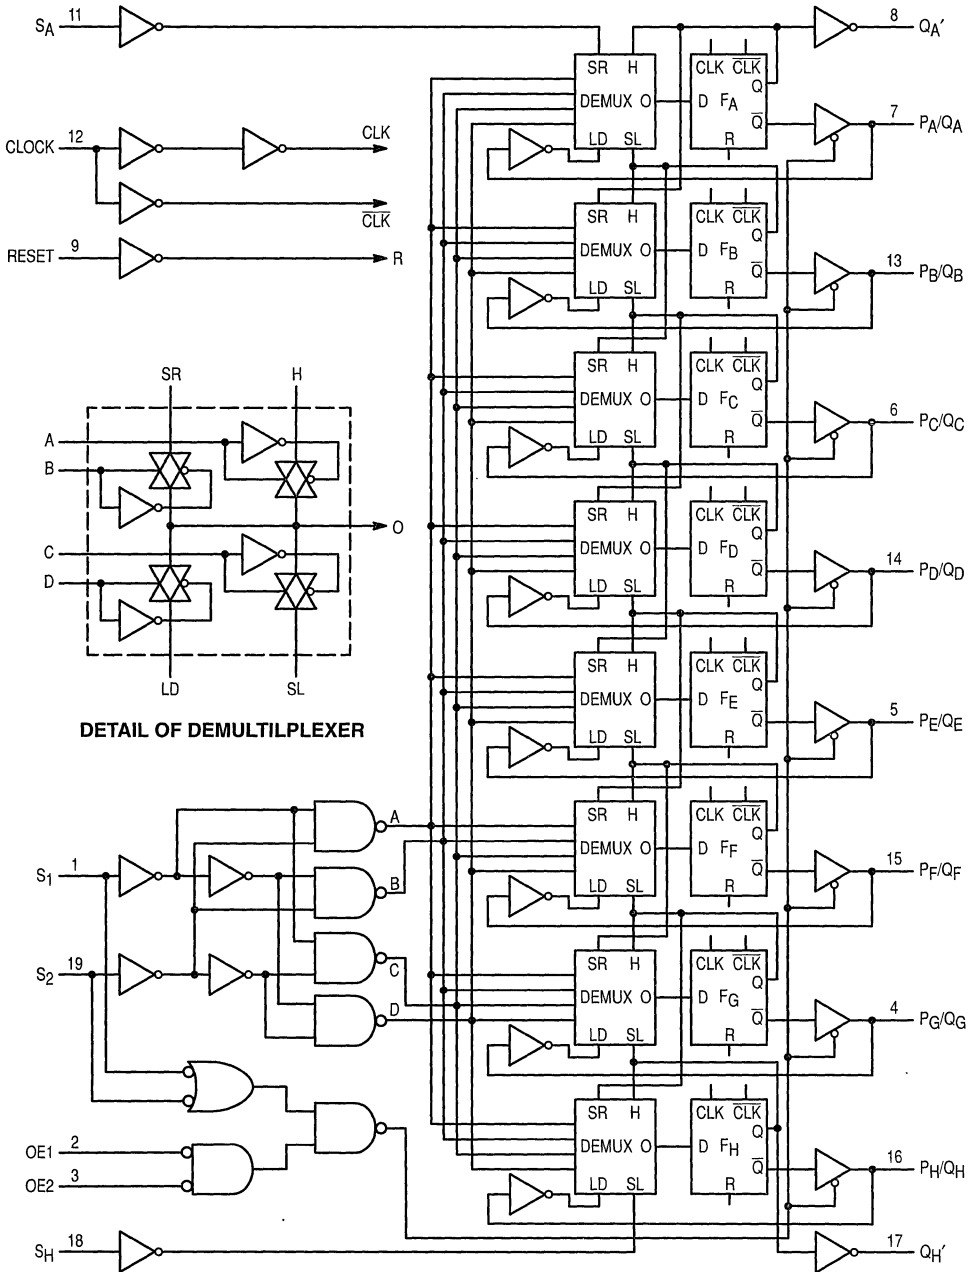 SA 11
8 QA′
SR H
DEMUX O
LD SL
CLK CLK
D FA Q
Q
R
7 PA/QA
CLOCK 12
CLK
CLK
RESET 9
R
SR H
DEMUX O
LD SL
CLK CLK
D FB Q
Q
R
13 PB/QB
SR H
DEMUX O
LD SL
CLK CLK
D FC Q
Q
R
6 PC/QC
SR H
A
B
O
C
D
LD SL
DETAIL OF DEMULTILPLEXER
SR H
DEMUX O
LD SL
CLK CLK
D FD Q
Q
R
14 PD/QD
SR H
DEMUX O
LD SL
CLK CLK
D FE Q
Q
R
5 PE/QE
SR H
DEMUX O
LD SL
CLK CLK
D FF Q
Q
R
15 PF/QF
S1 1
S2 19
A
B
C
D
SR H
DEMUX O
LD SL
CLK CLK
D FG Q
Q
R
4 PG/QG
OE1 2
OE2 3
SR H
DEMUX O
LD SL
CLK CLK
D FH Q
Q
R
16 PH/QH
SH 18
17 QH′